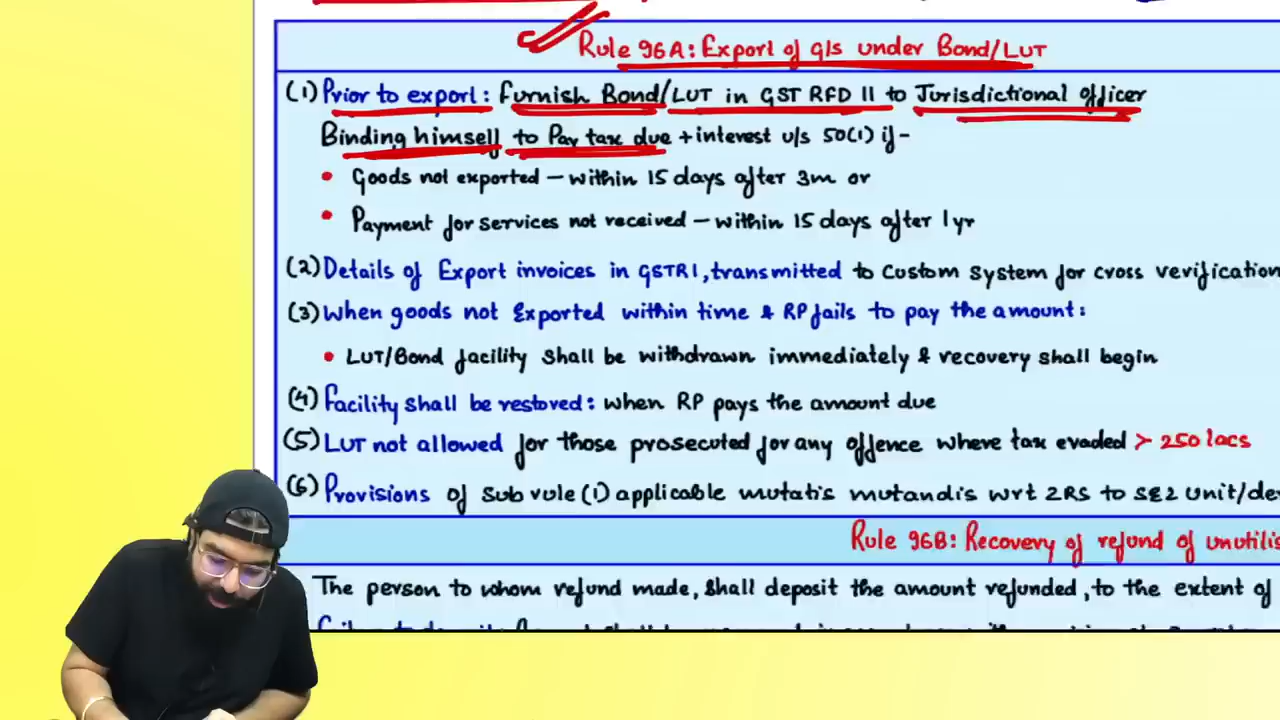 Rule 96A: Export of G/s under Bond/LUT
(1) Prior to export: Furnish Bond/LUT in GST RFD 11 to Jurisdictional officer
Binding himself to Pay tax due + interest u/s 50(1) if -
• Goods not exported – within 15 days after 3m or
• Payment for services not received – within 15 days after 1yr
(2) Details of Export invoices in GSTR1, transmitted to Custom System for cross verification
(3) When goods not Exported within time & RP fails to pay the amount:
• LUT/Bond facility shall be withdrawn immediately & recovery shall begin
(4) Facility shall be restored: when RP pays the amount due
(5) LUT not allowed for those prosecuted for any offence where tax evaded > 250 lacs
(6) Provisions of sub rule (1) applicable mutatis mutandis wrt ZRS to SEZ unit/de
Rule 96B: Recovery of refund of unutilis
The person to whom refund made, shall deposit the amount refunded, to the extent of